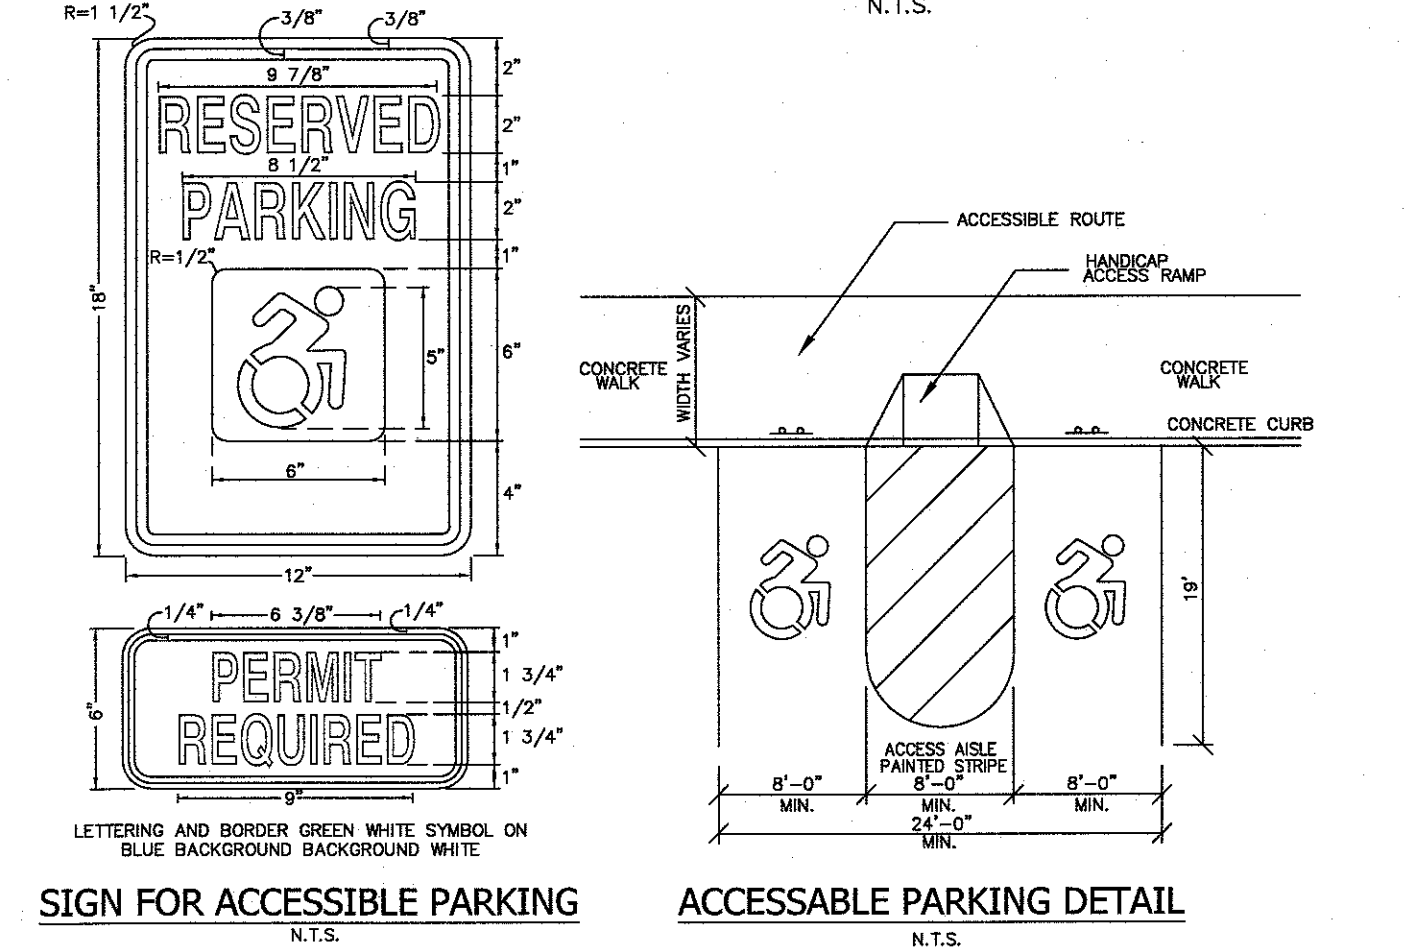 N.T.S.
R=1 1/2"
3/8"
3/8"
2"
9 7/8"
RESERVED
2"
8 1/2"
1"
PARKING
2"
R=1/2"
1"
18"
5"
6"
6"
4"
12"
1/4"
6 3/8"
1/4"
1"
PERMIT
1 3/4"
1/2"
6"
REQUIRED
1 3/4"
1"
9"
LETTERING AND BORDER GREEN WHITE SYMBOL ON
BLUE BACKGROUND BACKGROUND WHITE
SIGN FOR ACCESSIBLE PARKING
N.T.S.
ACCESSIBLE ROUTE
HANDICAP
ACCESS RAMP
WIDTH VARIES
CONCRETE
WALK
CONCRETE
WALK
CONCRETE CURB
19'
ACCESS AISLE
PAINTED STRIPE
8'-0"
MIN.
8'-0"
MIN.
8'-0"
MIN.
24'-0"
MIN.
ACCESSABLE PARKING DETAIL
N.T.S.